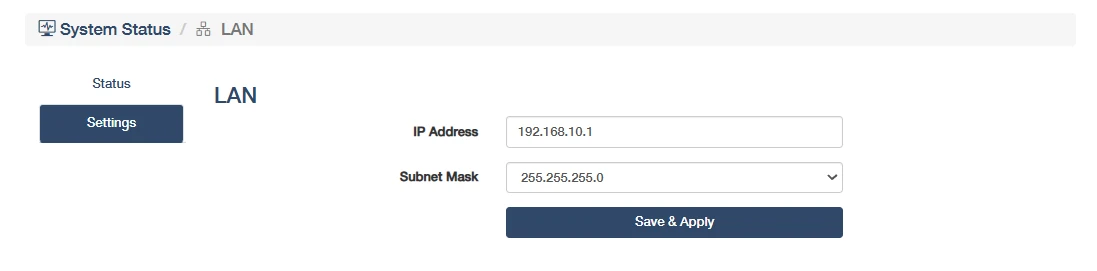 System Status / LAN
Status
Settings
LAN
IP Address 192.168.10.1
Subnet Mask 255.255.255.0
Save & Apply